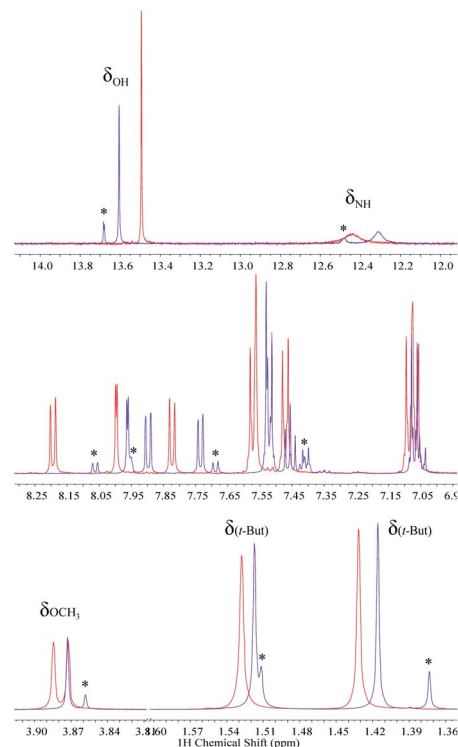 δOH
*
δNH
*
14.0 13.8 13.6 13.4 13.2 13.0 12.8 12.6 12.4 12.2 12.0
* * * *
8.25 8.15 8.05 7.95 7.85 7.75 7.65 7.55 7.45 7.35 7.25 7.15 7.05 6.9
δ(t-But) δ(t-But)
δOCH3
* * *
3.90 3.87 3.84 1.57 1.54 1.51 1.48 1.45 1.42 1.39 1.36
1H Chemical Shift (ppm)